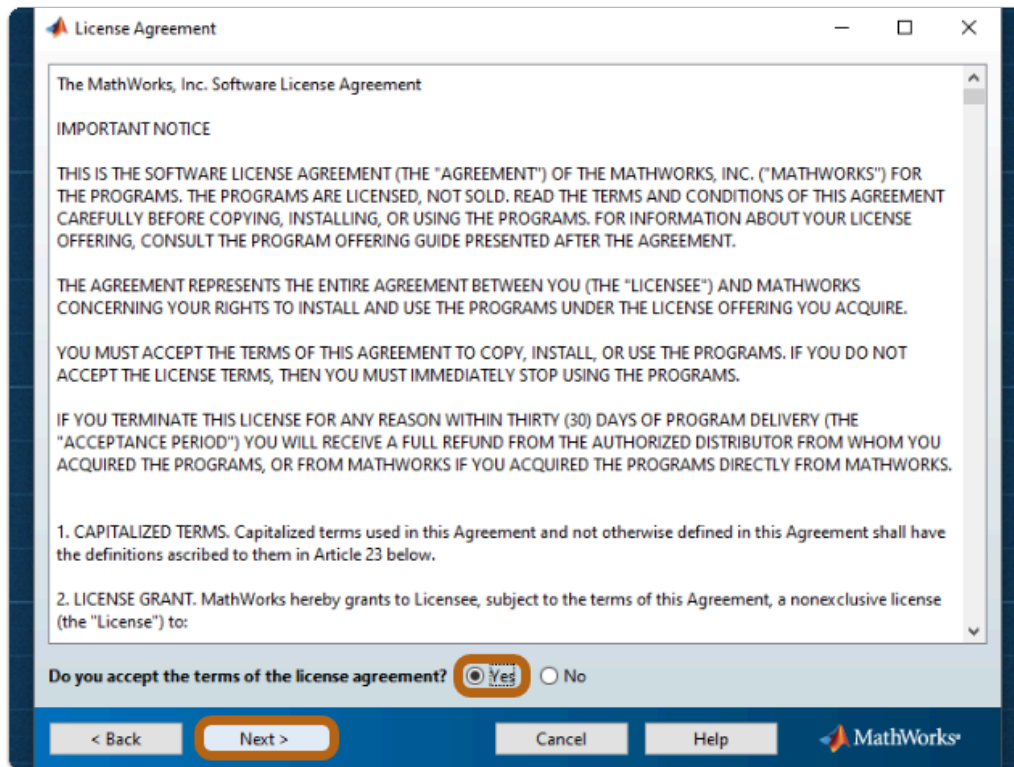 License Agreement
The MathWorks, Inc. Software License Agreement
IMPORTANT NOTICE
THIS IS THE SOFTWARE LICENSE AGREEMENT (THE "AGREEMENT") OF THE MATHWORKS, INC. ("MATHWORKS") FOR
THE PROGRAMS. THE PROGRAMS ARE LICENSED, NOT SOLD. READ THE TERMS AND CONDITIONS OF THIS AGREEMENT
CAREFULLY BEFORE COPYING, INSTALLING, OR USING THE PROGRAMS. FOR INFORMATION ABOUT YOUR LICENSE
OFFERING, CONSULT THE PROGRAM OFFERING GUIDE PRESENTED AFTER THE AGREEMENT.
THE AGREEMENT REPRESENTS THE ENTIRE AGREEMENT BETWEEN YOU (THE "LICENSEE") AND MATHWORKS
CONCERNING YOUR RIGHTS TO INSTALL AND USE THE PROGRAMS UNDER THE LICENSE OFFERING YOU ACQUIRE.
YOU MUST ACCEPT THE TERMS OF THIS AGREEMENT TO COPY, INSTALL, OR USE THE PROGRAMS. IF YOU DO NOT
ACCEPT THE LICENSE TERMS, THEN YOU MUST IMMEDIATELY STOP USING THE PROGRAMS.
IF YOU TERMINATE THIS LICENSE FOR ANY REASON WITHIN THIRTY (30) DAYS OF PROGRAM DELIVERY (THE
"ACCEPTANCE PERIOD") YOU WILL RECEIVE A FULL REFUND FROM THE AUTHORIZED DISTRIBUTOR FROM WHOM YOU
ACQUIRED THE PROGRAMS, OR FROM MATHWORKS IF YOU ACQUIRED THE PROGRAMS DIRECTLY FROM MATHWORKS.
1. CAPITALIZED TERMS. Capitalized terms used in this Agreement and not otherwise defined in this Agreement shall have
the definitions ascribed to them in Article 23 below.
2. LICENSE GRANT. MathWorks hereby grants to Licensee, subject to the terms of this Agreement, a nonexclusive license
(the "License") to:
Do you accept the terms of the license agreement? Yes No
< Back Next > Cancel Help MathWorks®